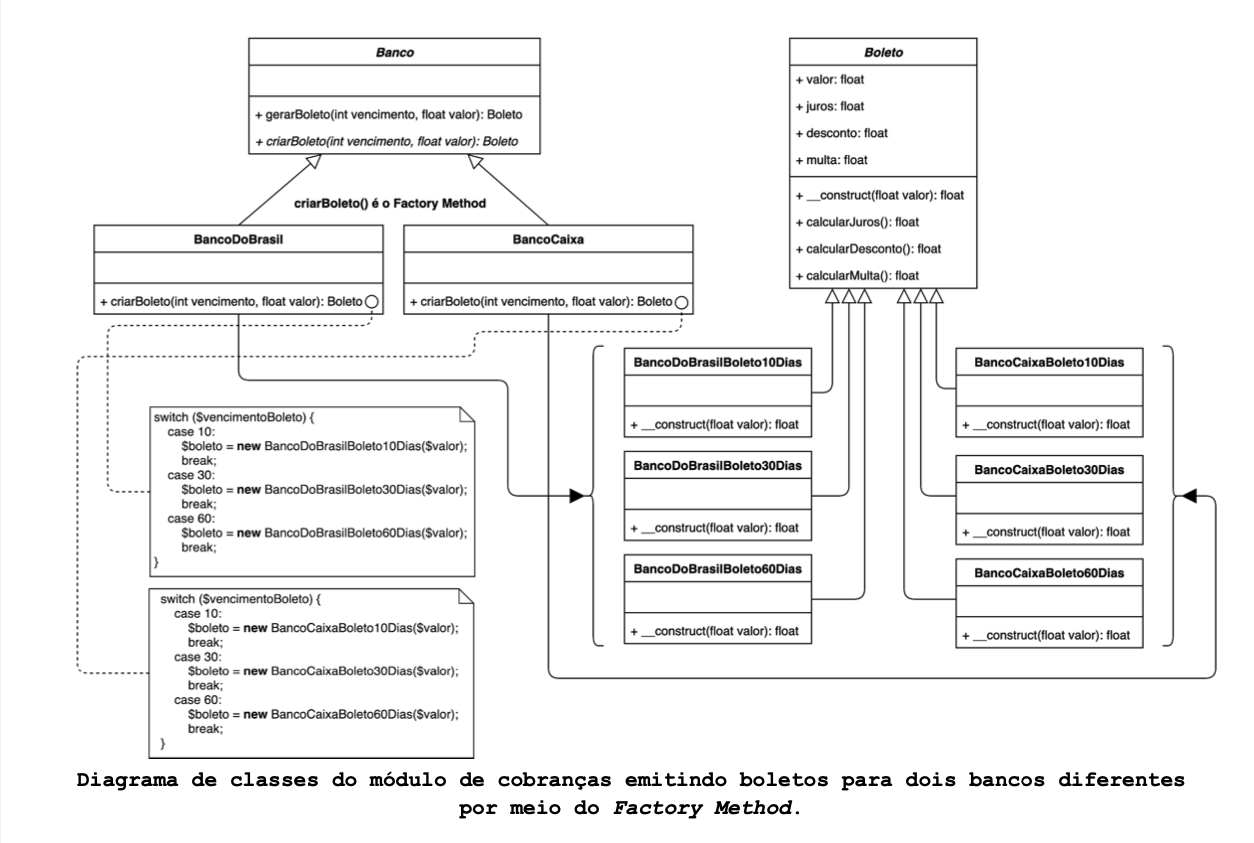 Banco
+ gerarBoleto(int vencimento, float valor): Boleto
+ criarBoleto(int vencimento, float valor): Boleto
Boleto
+ valor: float
+ juros: float
+ desconto: float
+ multa: float
+ __construct(float valor): float
+ calcularJuros(): float
+ calcularDesconto(): float
+ calcularMulta(): float
criarBoleto() é o Factory Method
BancoDoBrasil
+ criarBoleto(int vencimento, float valor): Boleto
BancoCaixa
+ criarBoleto(int vencimento, float valor): Boleto
BancoDoBrasilBoleto10Dias
+ __construct(float valor): float
BancoDoBrasilBoleto30Dias
+ __construct(float valor): float
BancoDoBrasilBoleto60Dias
+ __construct(float valor): float
BancoCaixaBoleto10Dias
+ __construct(float valor): float
BancoCaixaBoleto30Dias
+ __construct(float valor): float
BancoCaixaBoleto60Dias
+ __construct(float valor): float
switch ($vencimentoBoleto) {
case 10:
$boleto = new BancoDoBrasilBoleto10Dias($valor);
break;
case 30:
$boleto = new BancoDoBrasilBoleto30Dias($valor);
break;
case 60:
$boleto = new BancoDoBrasilBoleto60Dias($valor);
break;
}
switch ($vencimentoBoleto) {
case 10:
$boleto = new BancoCaixaBoleto10Dias($valor);
break;
case 30:
$boleto = new BancoCaixaBoleto30Dias($valor);
break;
case 60:
$boleto = new BancoCaixaBoleto60Dias($valor);
break;
}
Diagrama de classes do módulo de cobranças emitindo boletos para dois bancos diferentes
por meio do Factory Method.